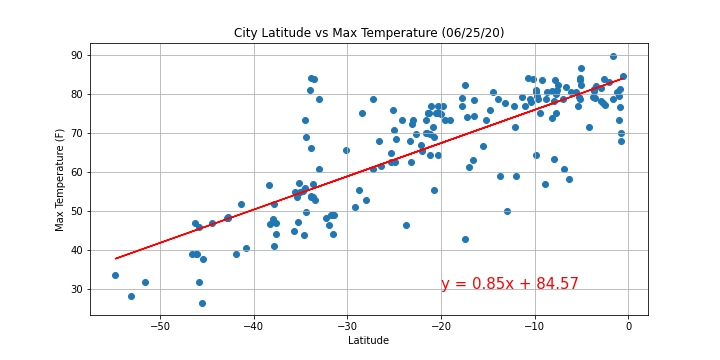 City Latitude vs Max Temperature (06/25/20)
Max Temperature (F)
90
80
70
60
50
40
30
y = 0.85x + 84.57
−50 −40 −30 −20 −10 0
Latitude